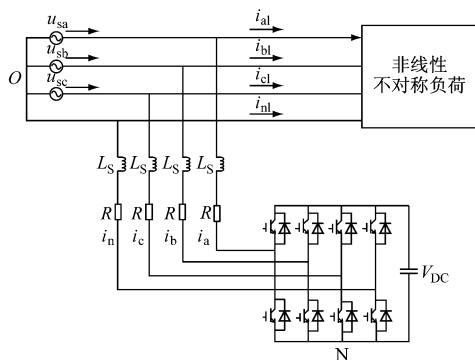 u_sa
i_al
u_sb
i_bl
u_sc
i_cl
O
i_nl
非线性
不对称负荷
L_S L_S L_S L_S
R R R R
i_n i_c i_b i_a
V_DC
N